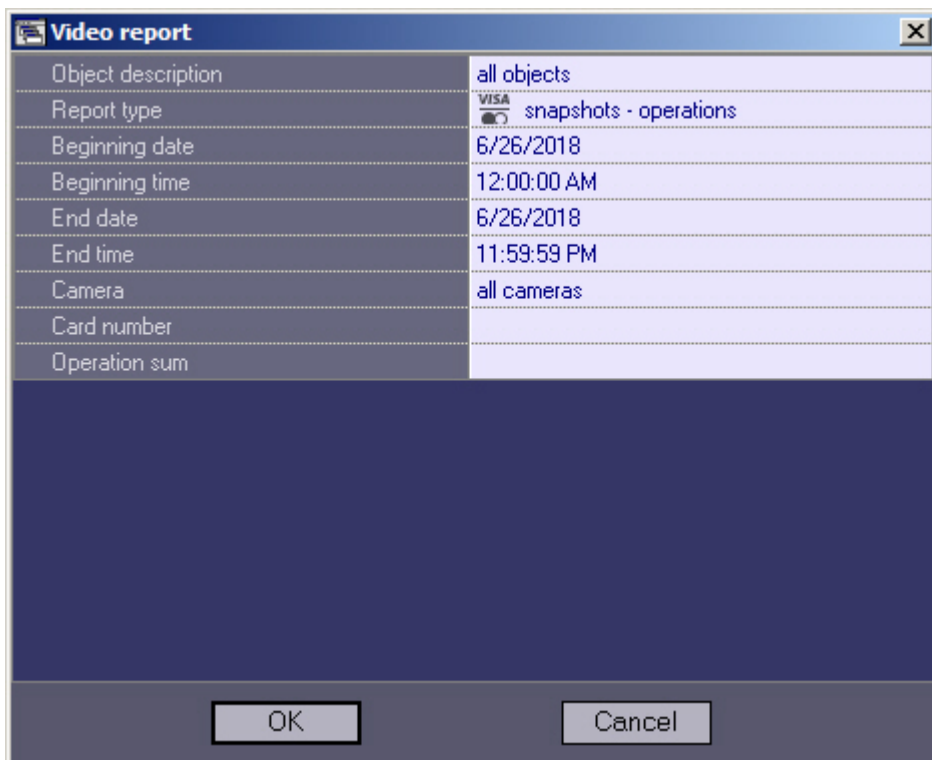 Video report
Object description all objects
Report type VISA snapshots - operations
Beginning date 6/26/2018
Beginning time 12:00:00 AM
End date 6/26/2018
End time 11:59:59 PM
Camera all cameras
Card number
Operation sum
OK Cancel